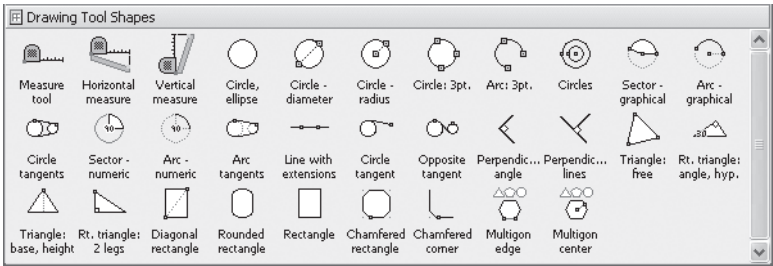 Drawing Tool Shapes
Measure tool
Horizontal measure
Vertical measure
Circle, ellipse
Circle - diameter
Circle - radius
Circle: 3pt.
Arc: 3pt.
Circles
Sector - graphical
Arc - graphical
Circle tangents
90
Sector - numeric
90
Arc - numeric
Arc tangents
Line with extensions
Circle tangent
Opposite tangent
Perpendic... angle
Perpendic... lines
Triangle: free
.30
Rt. triangle: angle, hyp.
Triangle: base, height
Rt. triangle: 2 legs
Diagonal rectangle
Rounded rectangle
Rectangle
Chamfered rectangle
Chamfered corner
Multigon edge
Multigon center